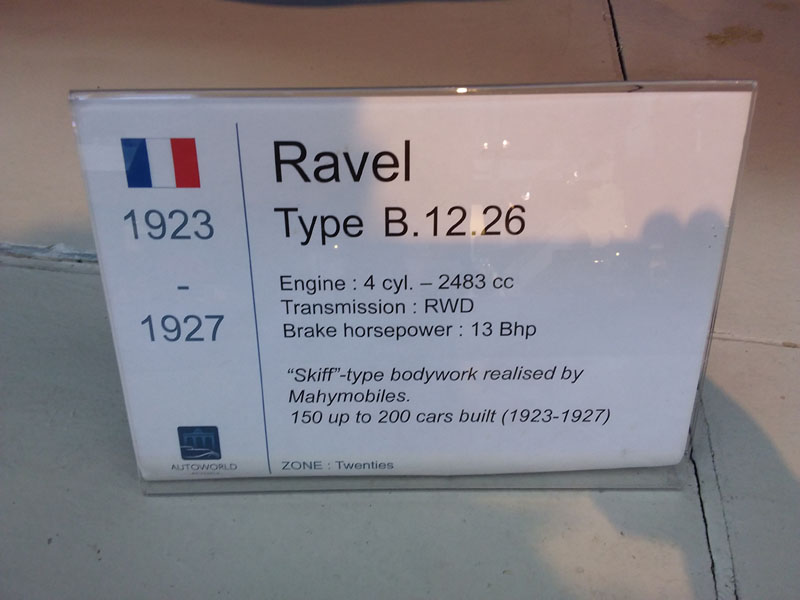 1923
-
1927
AUTOWORLD
Ravel
Type B.12.26
Engine : 4 cyl. – 2483 cc
Transmission : RWD
Brake horsepower : 13 Bhp
“Skiff”-type bodywork realised by
Mahymobiles.
150 up to 200 cars built (1923-1927)
ZONE : Twenties